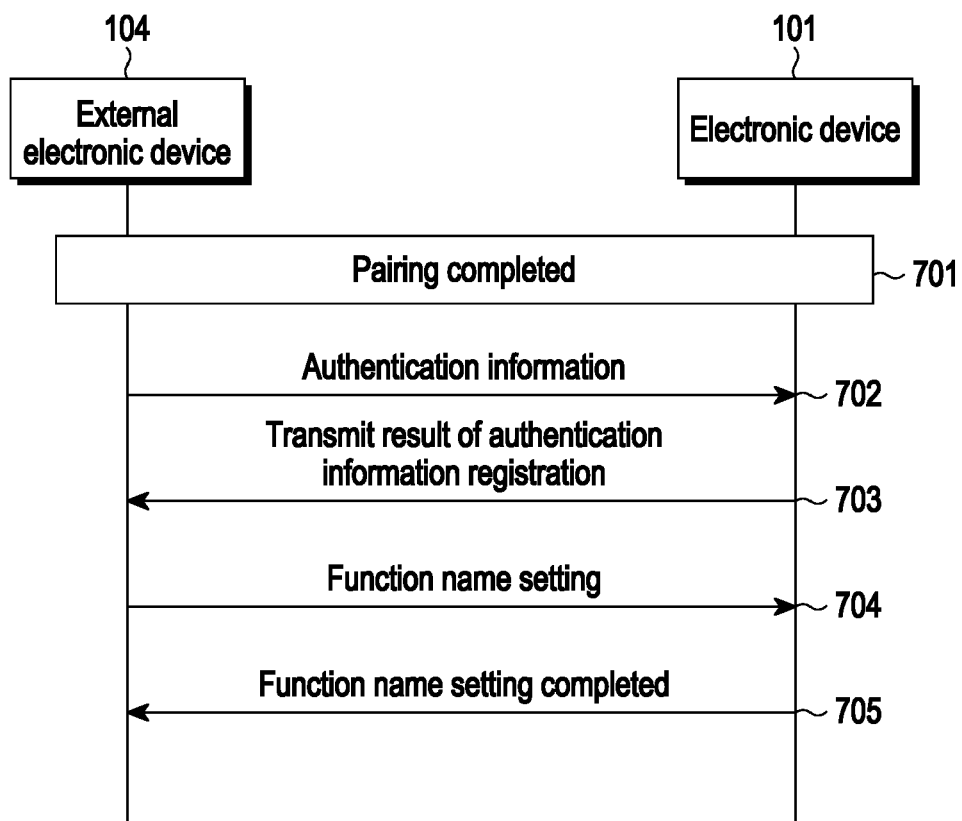 104
101
External
electronic device
Electronic device
Pairing completed
701
Authentication information
702
Transmit result of authentication
information registration
703
Function name setting
704
Function name setting completed
705